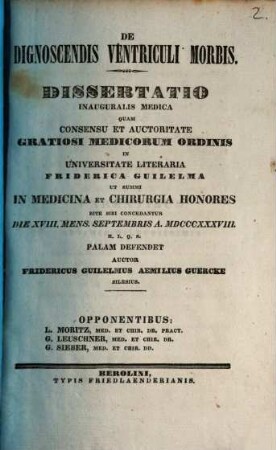 2.
DE
DIGNOSCENDIS VENTRICULI MORBIS.
DISSERTATIO
INAUGURALIS MEDICA
QUAM
CONSENSU ET AUCTORITATE
GRATIOSI MEDICORUM ORDINIS
IN
UNIVERSITATE LITERARIA
FRIDERICA GUILELMA
UT SUMMI
IN MEDICINA ET CHIRURGIA HONORES
RITE SIBI CONCEDANTUR
DIE XVIII. MENS. SEPTEMBRIS A. MDCCCXXXVIII.
H. L. Q. S.
PALAM DEFENDET
AUCTOR
FRIDERICUS GUILELMUS AEMILIUS GUERCKE
SILESIUS.
OPPONENTIBUS:
L. MORITZ, MED. ET CHIR. DR. PRACT.
G. LEUSCHNER, MED. ET CHIR. DR.
G. SIEBER, MED. ET CHIR. DD.
BEROLINI,
TYPIS FRIEDLAENDERIANIS.